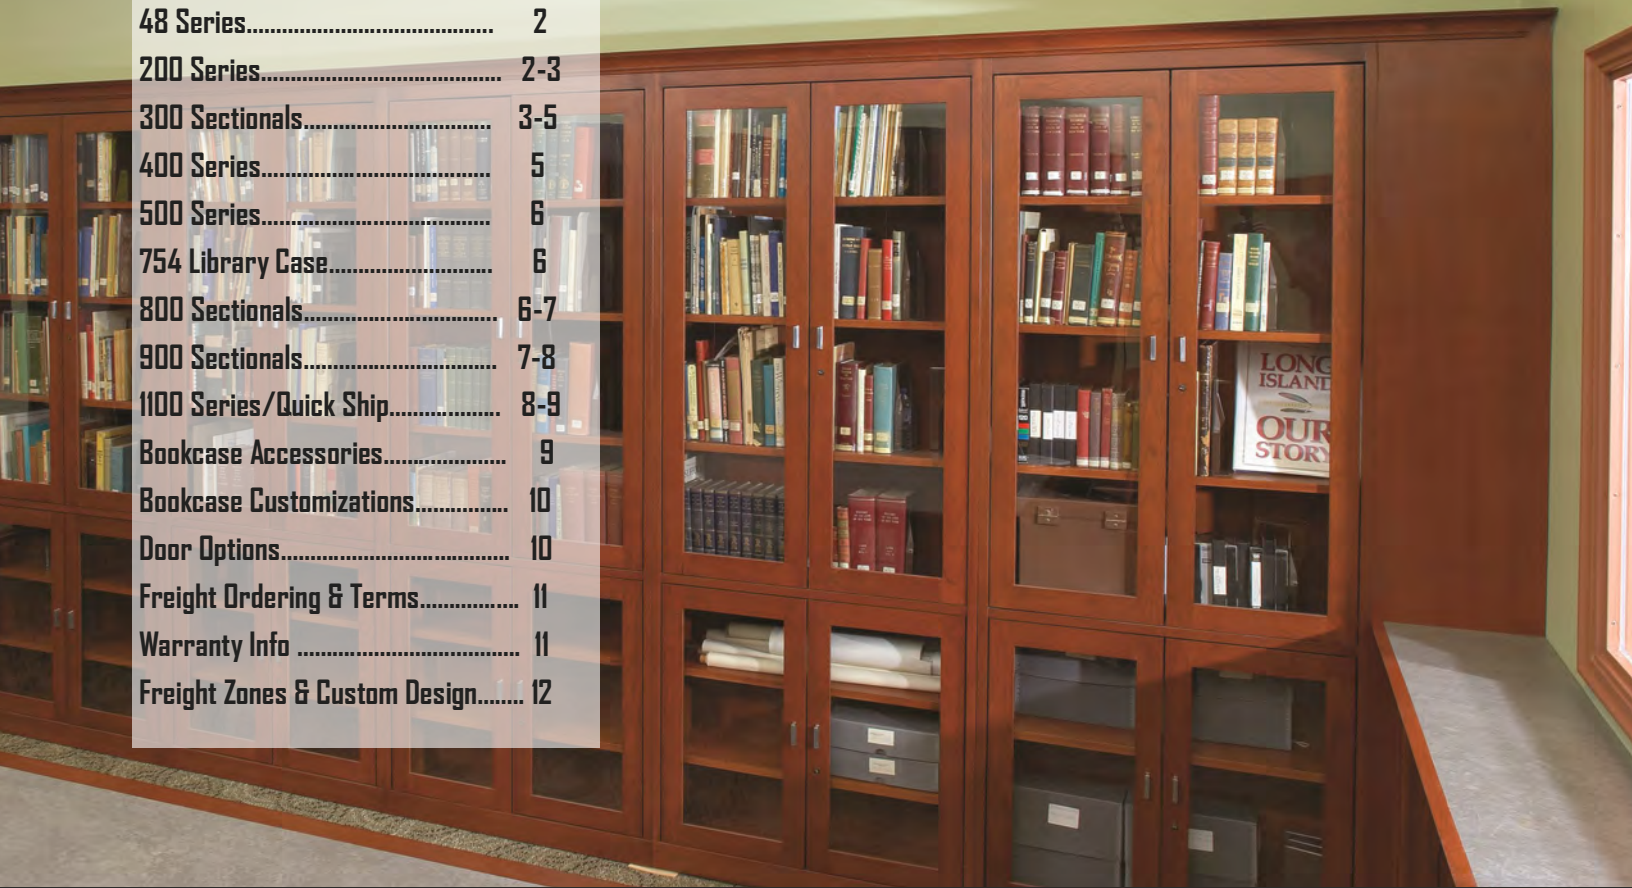 48 Series.......................................... 2
200 Series......................................... 2-3
300 Sectionals................................ 3-5
400 Series....................................... 5
500 Series....................................... 6
754 Library Case............................ 6
800 Sectionals................................. 6-7
900 Sectionals................................. 7-8
1100 Series/Quick Ship................... 8-9
Bookcase Accessories..................... 9
Bookcase Customizations................ 10
Door Options....................................... 10
Freight Ordering & Terms................. 11
Warranty Info ...................................... 11
Freight Zones & Custom Design........ 12
LONG
ISLAND
OUR
STORY